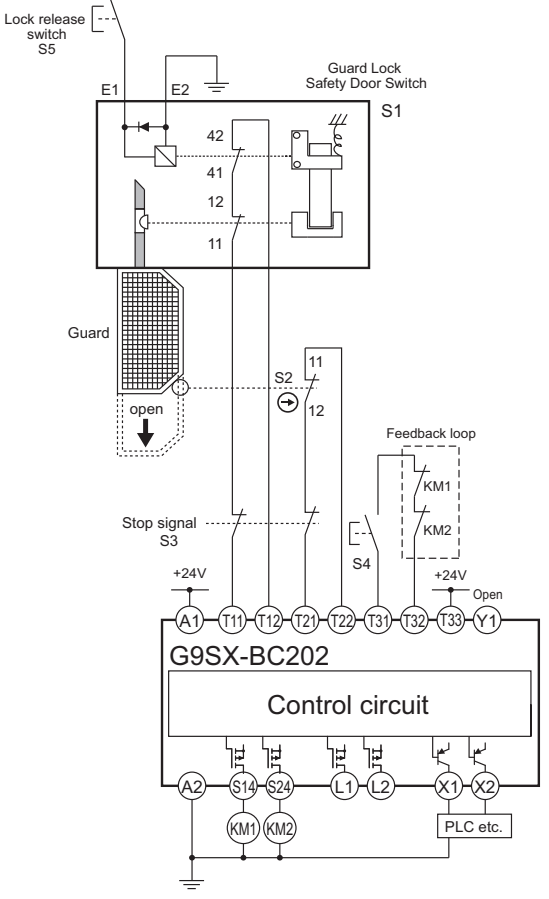 Lock release
switch
S5
Guard Lock
Safety Door Switch
S1
E1
E2
42
41
12
11
Guard
open
S2
11
12
Feedback loop
KM1
KM2
Stop signal
S3
S4
+24V
+24V
Open
A1
T11
T12
T21
T22
T31
T32
T33
Y1
G9SX-BC202
Control circuit
A2
S14
S24
L1
L2
X1
X2
KM1
KM2
PLC etc.